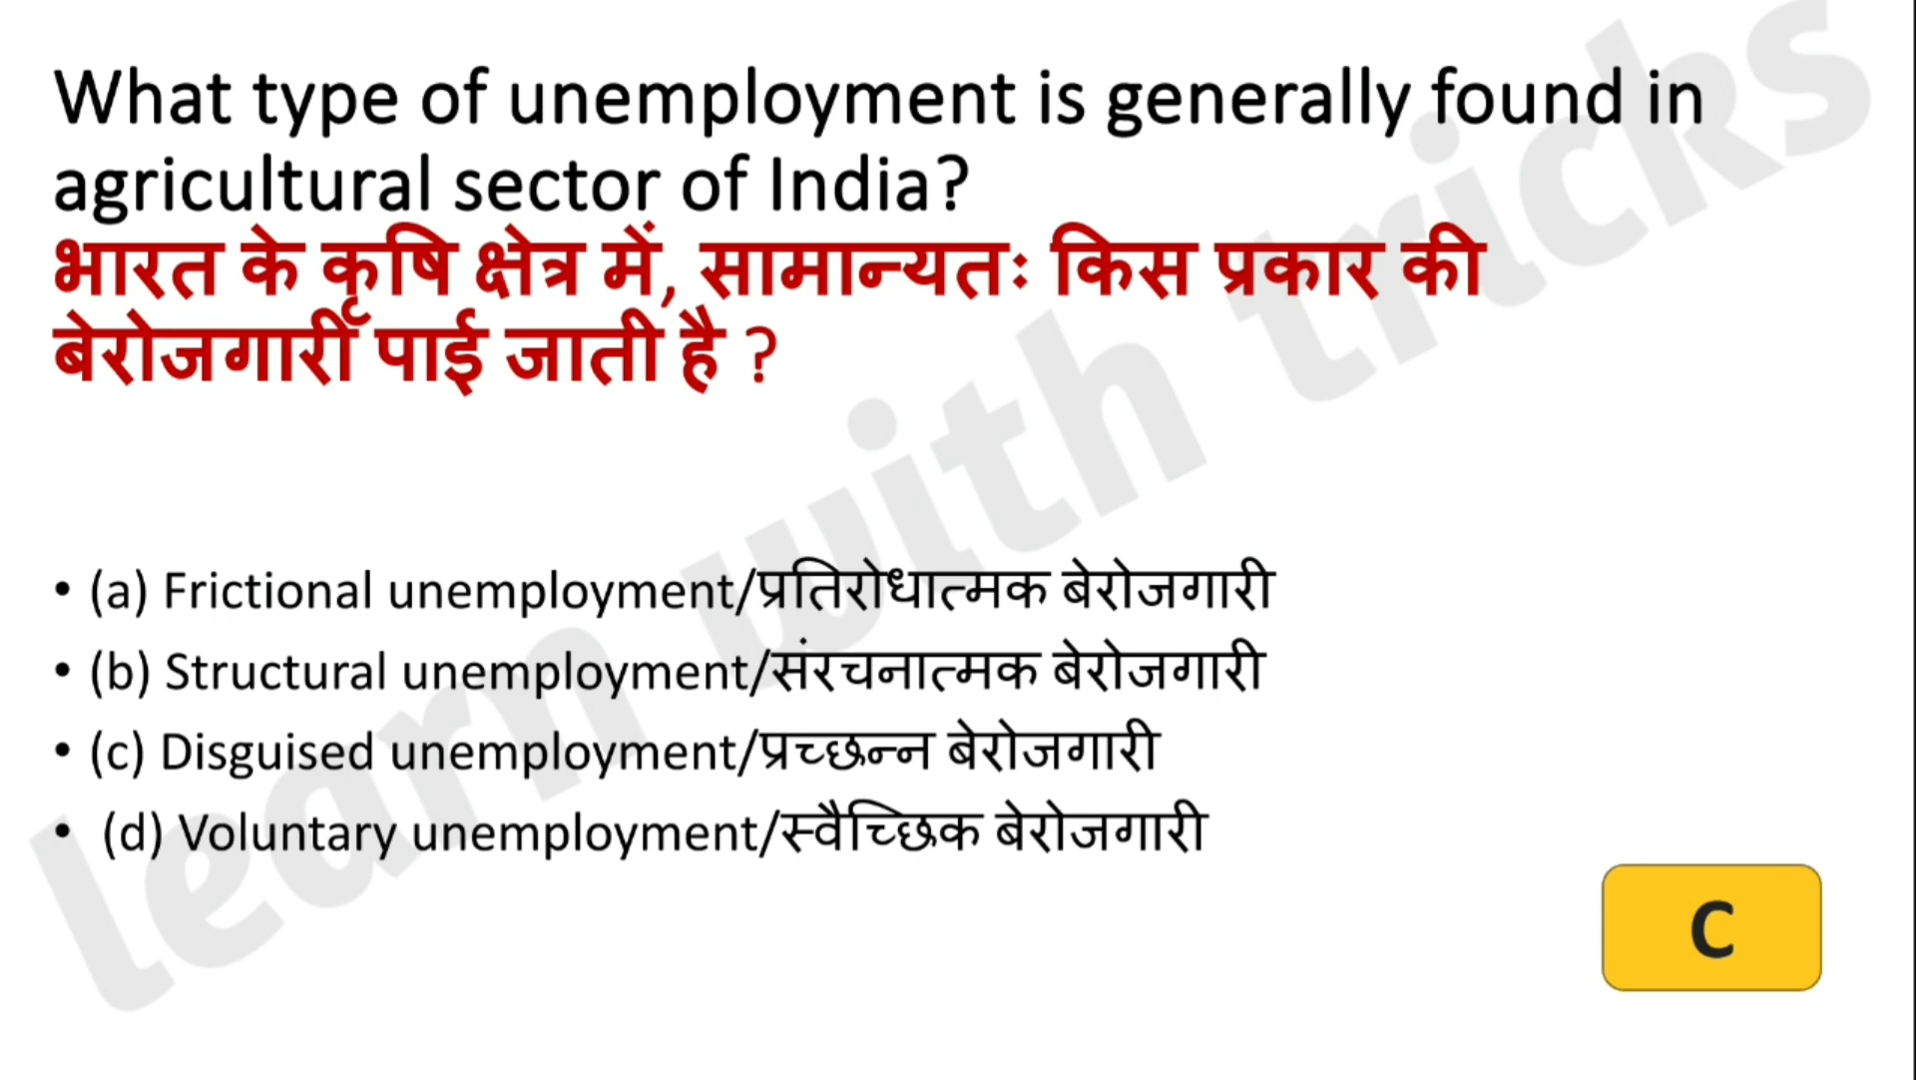 What type of unemployment is generally found in
agricultural sector of India?
भारत के कृषि क्षेत्र में, सामान्यतः किस प्रकार की
बेरोजगारी पाई जाती है ?
• (a) Frictional unemployment/प्रतिरोधात्मक बेरोजगारी
• (b) Structural unemployment/संरचनात्मक बेरोजगारी
• (c) Disguised unemployment/प्रच्छन्न बेरोजगारी
• (d) Voluntary unemployment/स्वैच्छिक बेरोजगारी
C
learn with tricks